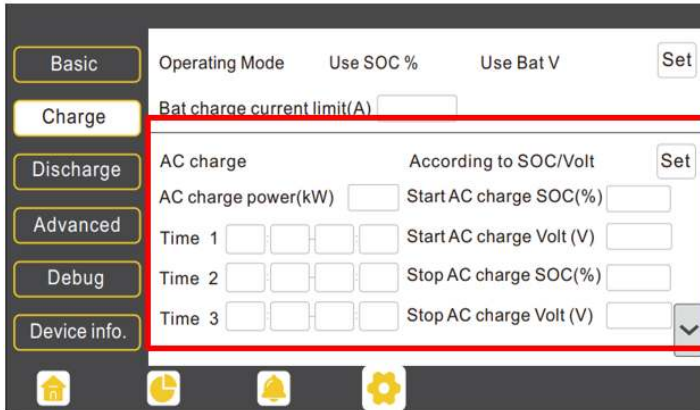 Basic
Charge
Discharge
Advanced
Debug
Device info.
Operating Mode Use SOC % Use Bat V Set
Bat charge current limit(A)
AC charge According to SOC/Volt Set
AC charge power(kW) Start AC charge SOC(%)
Time 1 : - : Start AC charge Volt (V)
Time 2 : - : Stop AC charge SOC(%)
Time 3 : - : Stop AC charge Volt (V)